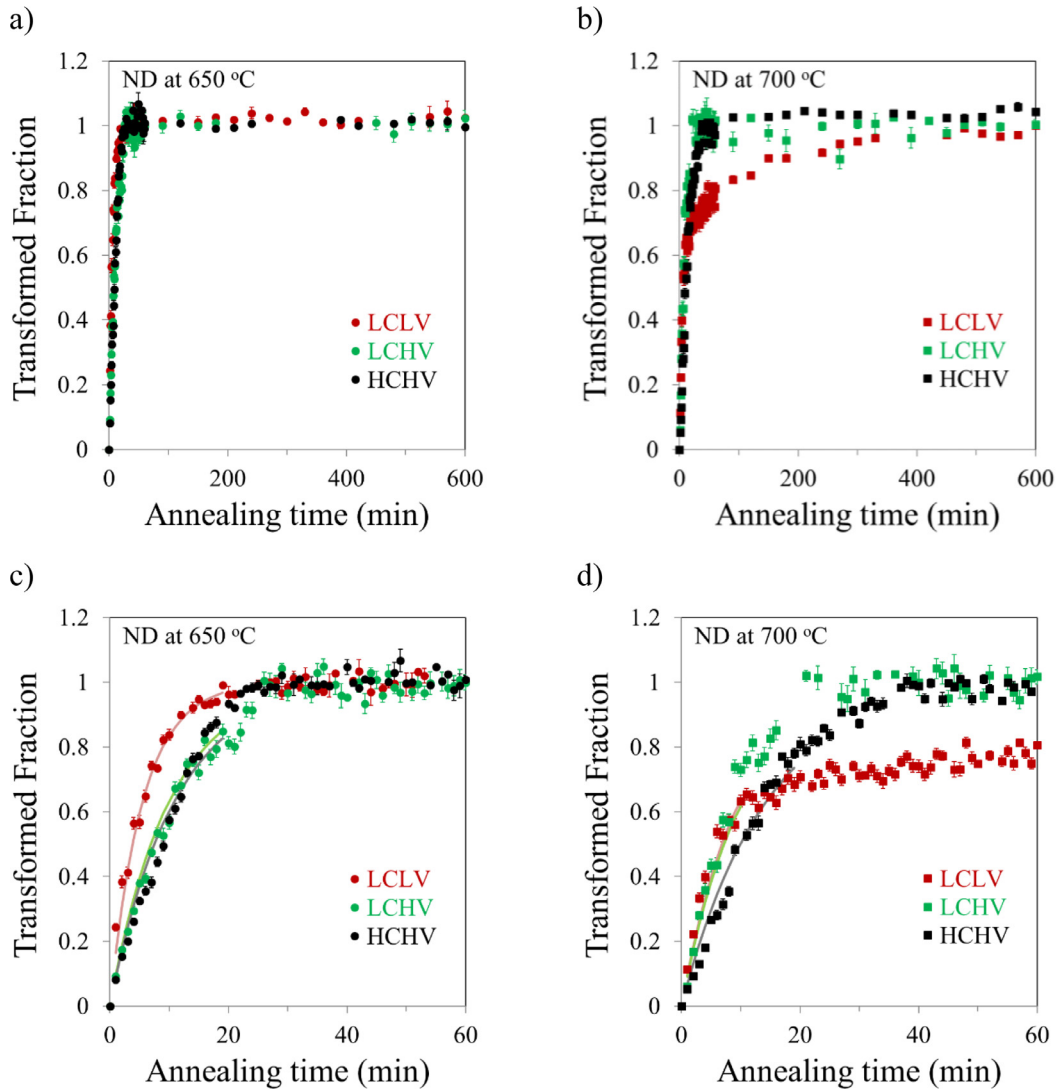 a)
ND at 650 °C
1.2
1
0.8
0.6
0.4
0.2
0
Transformed Fraction
LCLV
LCHV
HCHV
0 200 400 600
Annealing time (min)
b)
ND at 700 °C
1.2
1
0.8
0.6
0.4
0.2
0
Transformed Fraction
LCLV
LCHV
HCHV
0 200 400 600
Annealing time (min)
c)
ND at 650 °C
1.2
1
0.8
0.6
0.4
0.2
0
Transformed Fraction
LCLV
LCHV
HCHV
0 20 40 60
Annealing time (min)
d)
ND at 700 °C
1.2
1
0.8
0.6
0.4
0.2
0
Transformed Fraction
LCLV
LCHV
HCHV
0 20 40 60
Annealing time (min)